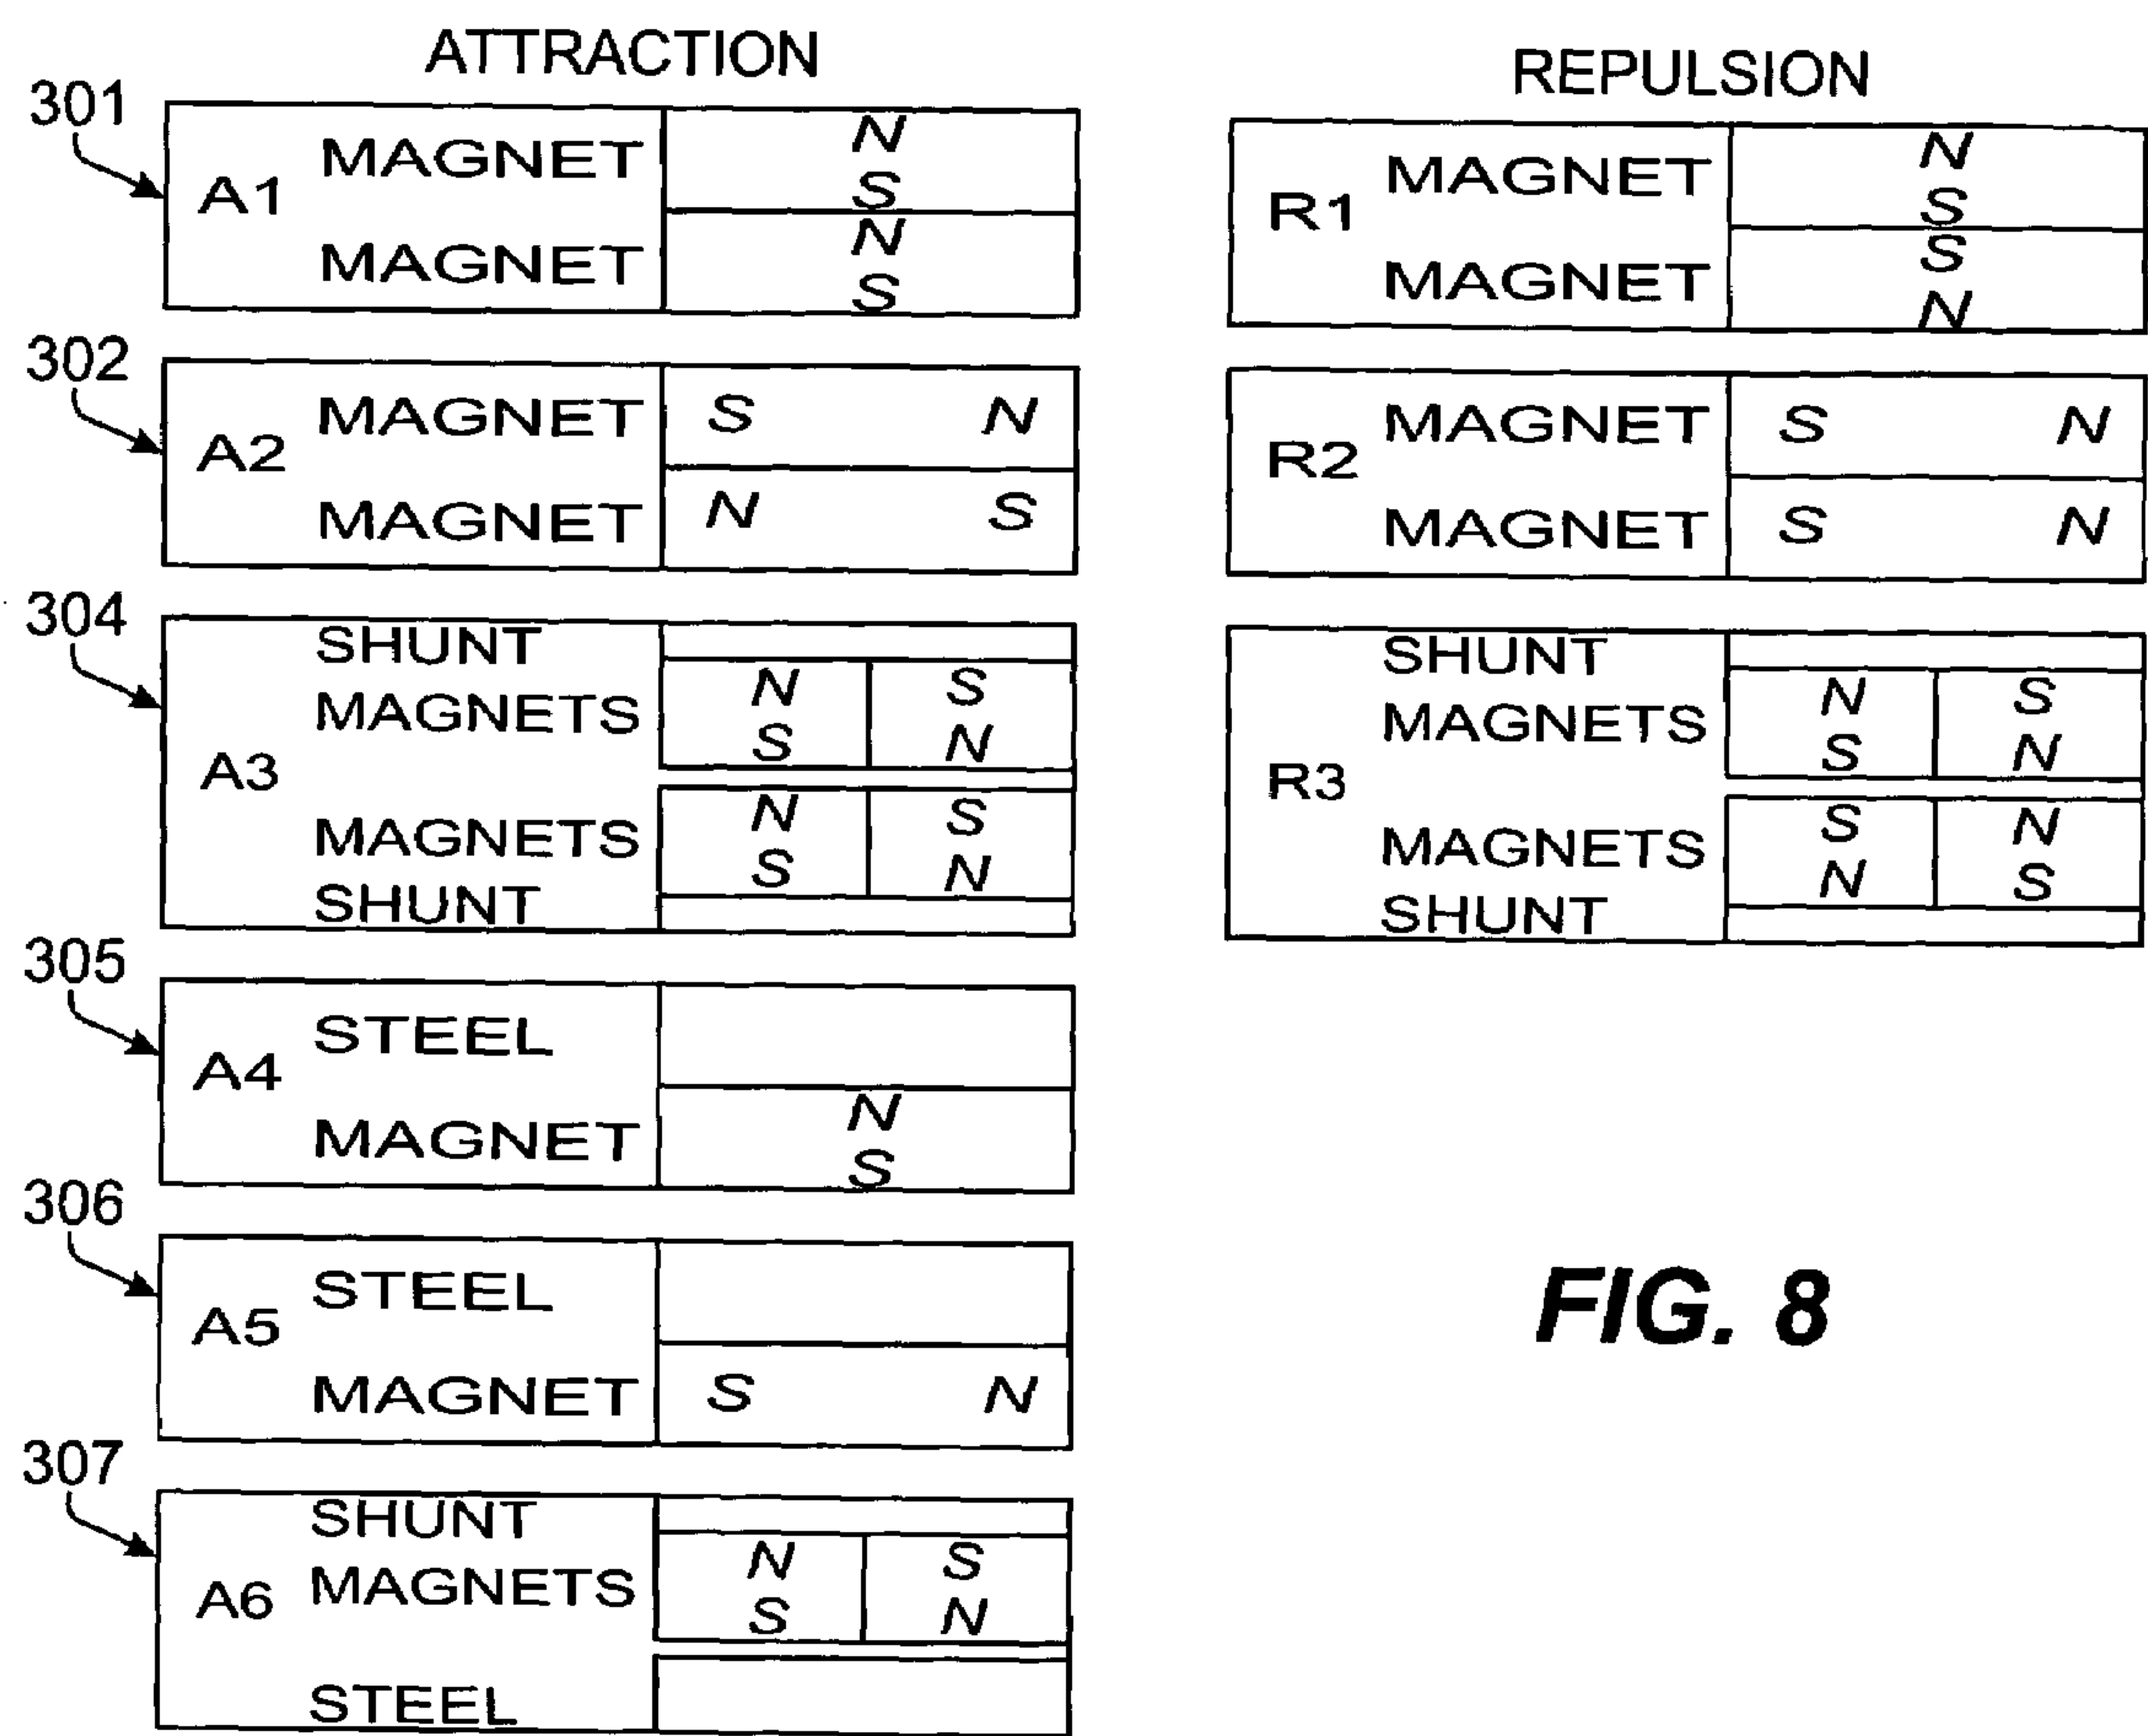 ATTRACTION
301
A1
MAGNET
N
S
MAGNET
N
S
302
A2
MAGNET
S N
MAGNET
N S
304
A3
SHUNT
MAGNETS
N S
S N
MAGNETS
N S
S N
SHUNT
305
A4
STEEL
MAGNET
N
S
306
A5
STEEL
MAGNET
S N
307
A6
SHUNT
MAGNETS
N S
S N
STEEL
REPULSION
R1
MAGNET
N
S
MAGNET
S
N
R2
MAGNET
S N
MAGNET
S N
R3
SHUNT
MAGNETS
N S
S N
MAGNETS
S N
N S
SHUNT
FIG. 8